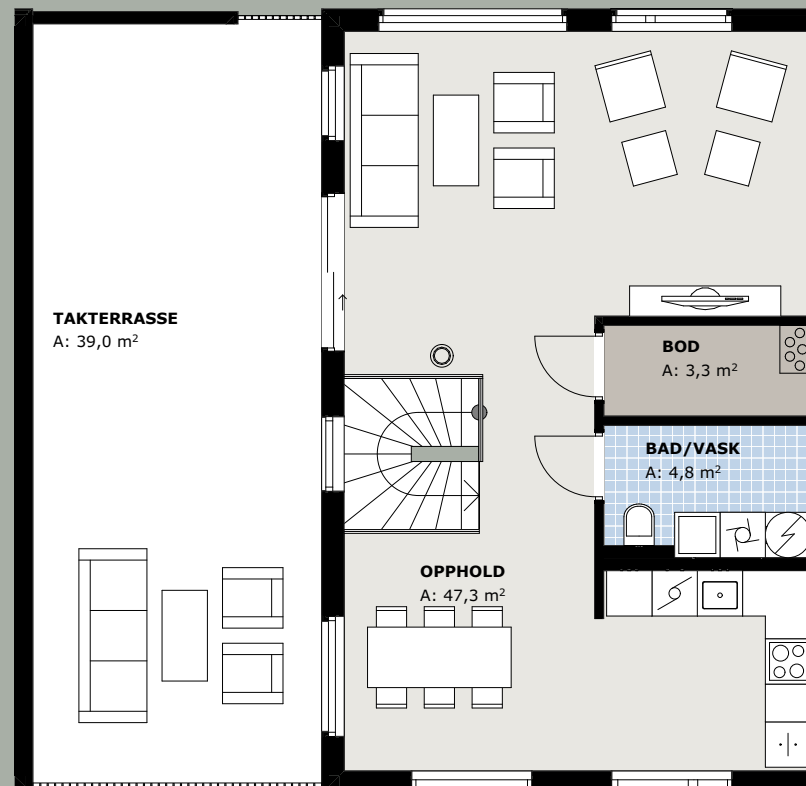 TAKTERRASSE
A: 39,0 m²
BOD
A: 3,3 m²
BAD/VASK
A: 4,8 m²
OPPHOLD
A: 47,3 m²